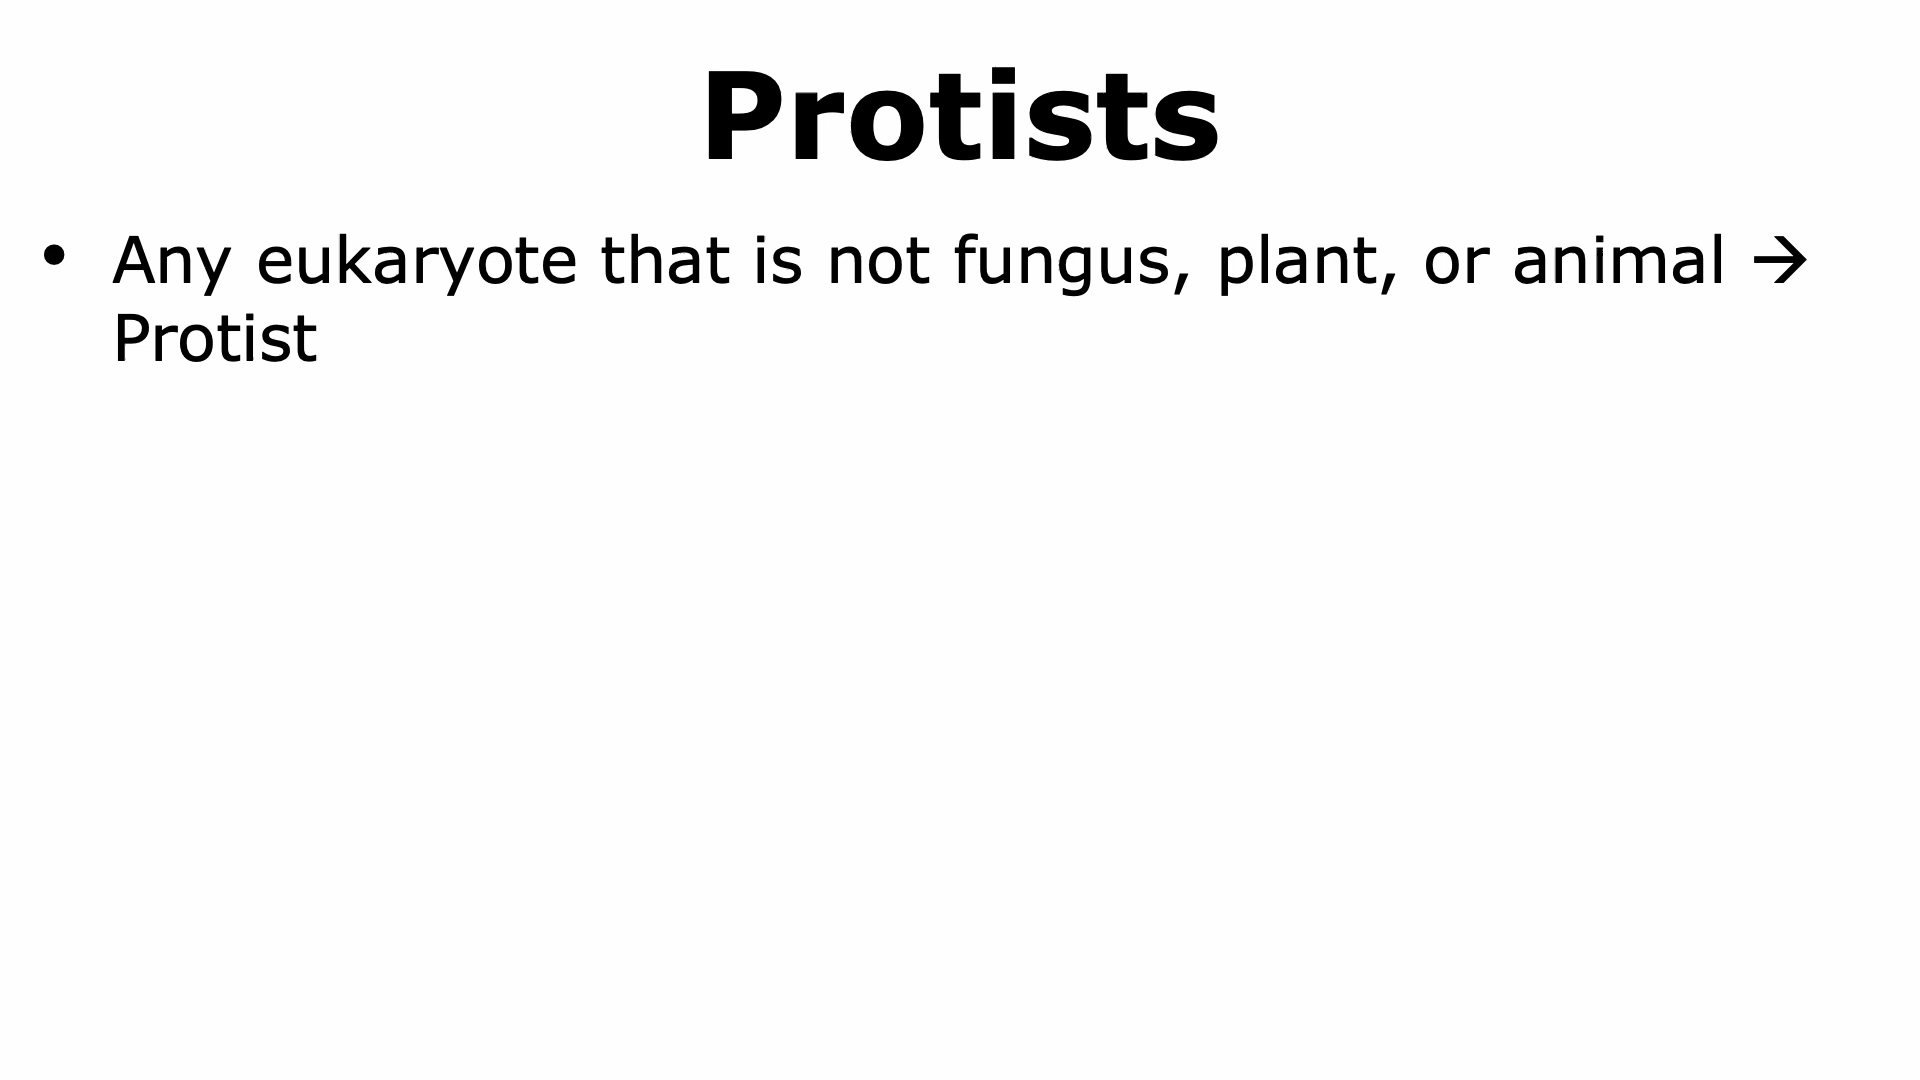 Protists
• Any eukaryote that is not fungus, plant, or animal →
Protist